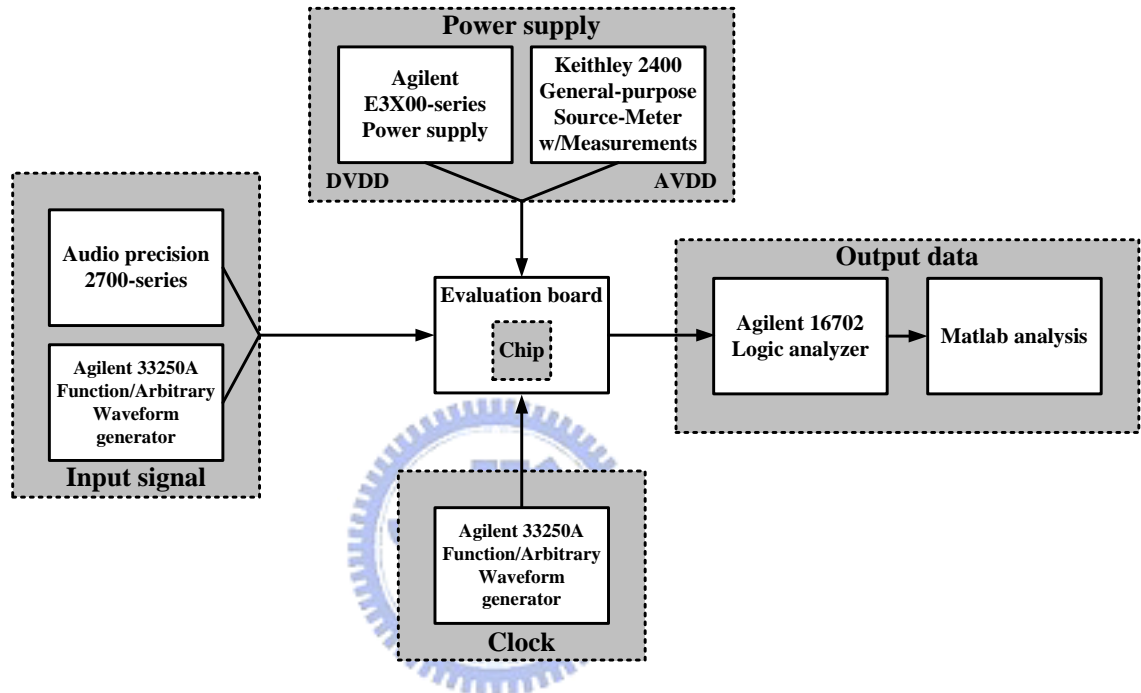 Power supply
Agilent
E3X00-series
Power supply
Keithley 2400
General-purpose
Source-Meter
w/Measurements
DVDD
AVDD
Audio precision
2700-series
Agilent 33250A
Function/Arbitrary
Waveform
generator
Input signal
Evaluation board
Chip
Output data
Agilent 16702
Logic analyzer
Matlab analysis
Agilent 33250A
Function/Arbitrary
Waveform
generator
Clock